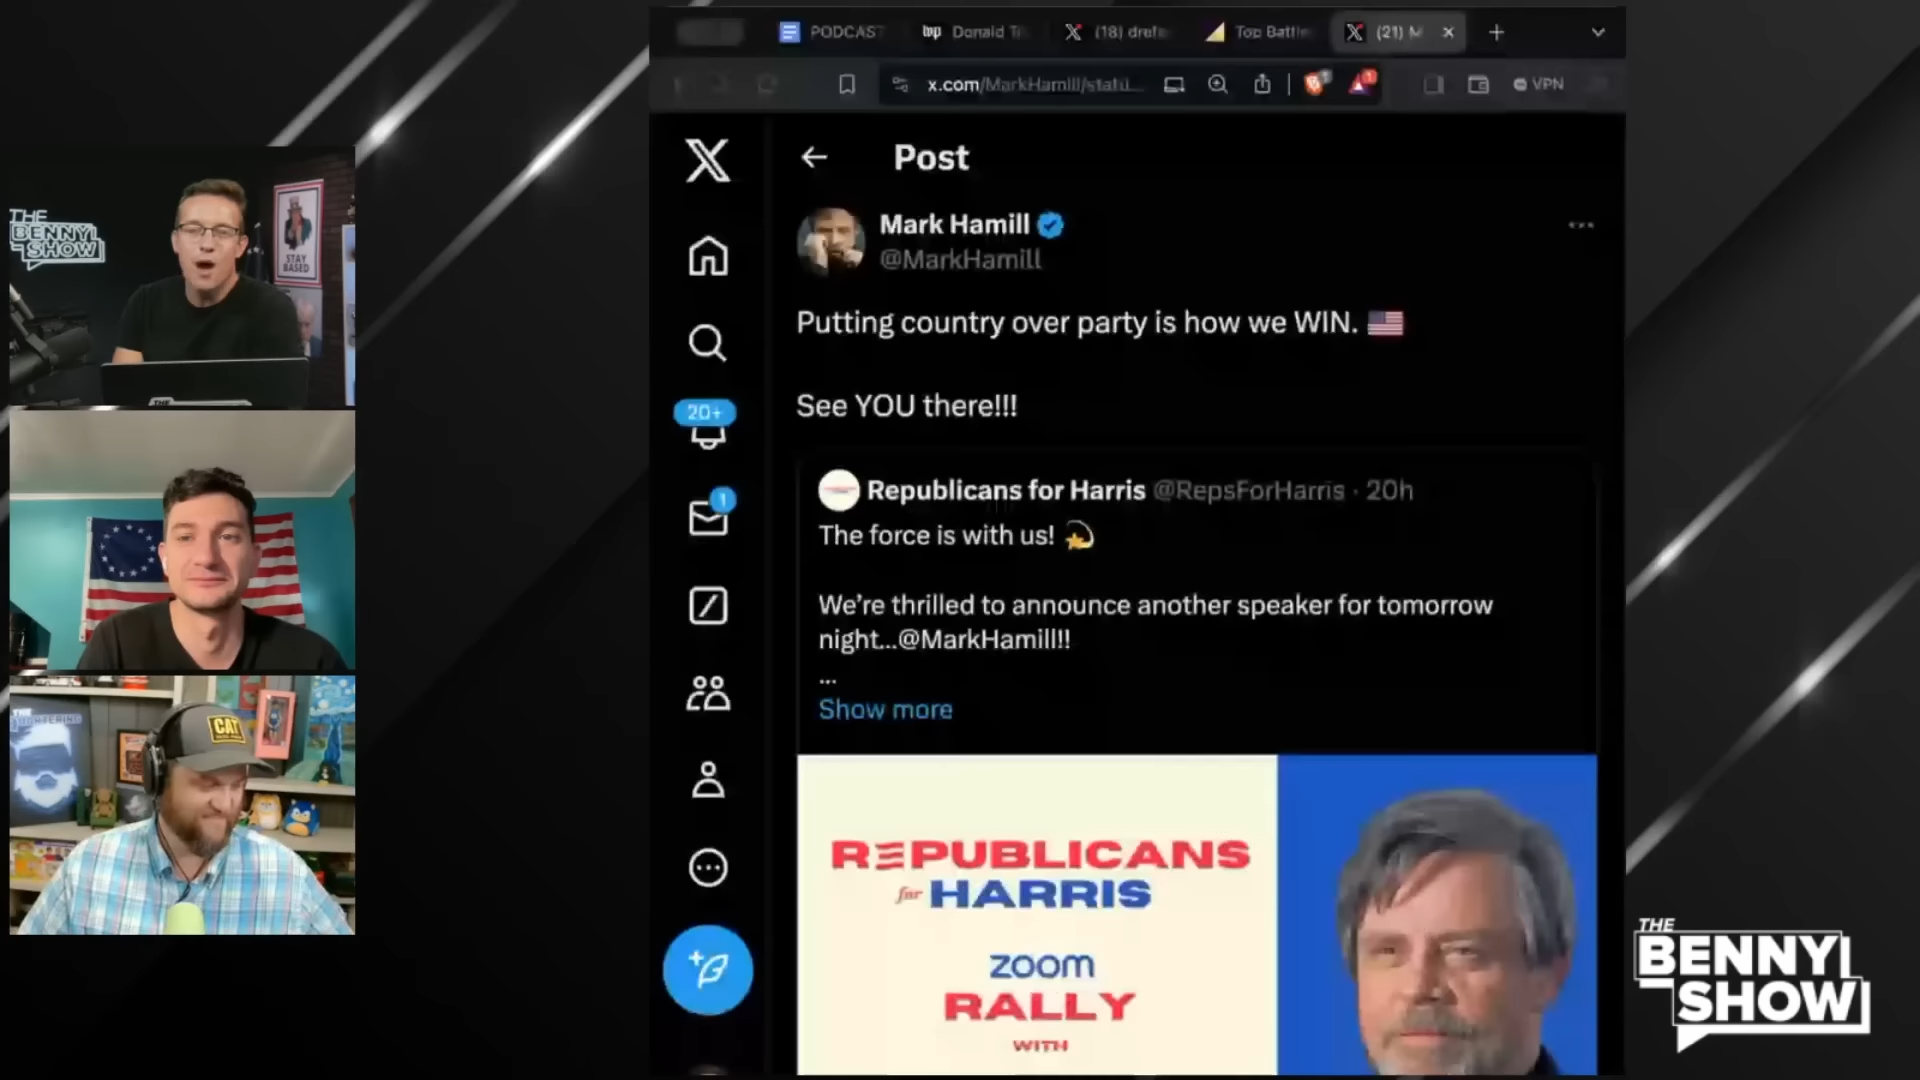 PODCAST
Donald T
(18) drefa
Top Battle
(21) M
x.com/MarkHamill/statu...
VPN
Post
Mark Hamill
@MarkHamill
Putting country over party is how we WIN. 🇺🇸
See YOU there!!!
20+
1
Republicans for Harris @RepsForHarris · 20h
The force is with us! 💫
We're thrilled to announce another speaker for tomorrow
night...@MarkHamill!!
...
Show more
REPUBLICANS
for HARRIS
zoom
RALLY
WITH
THE
BENNY
SHOW
STAY
BASED
THE
CAT
THE
BENNY
SHOW